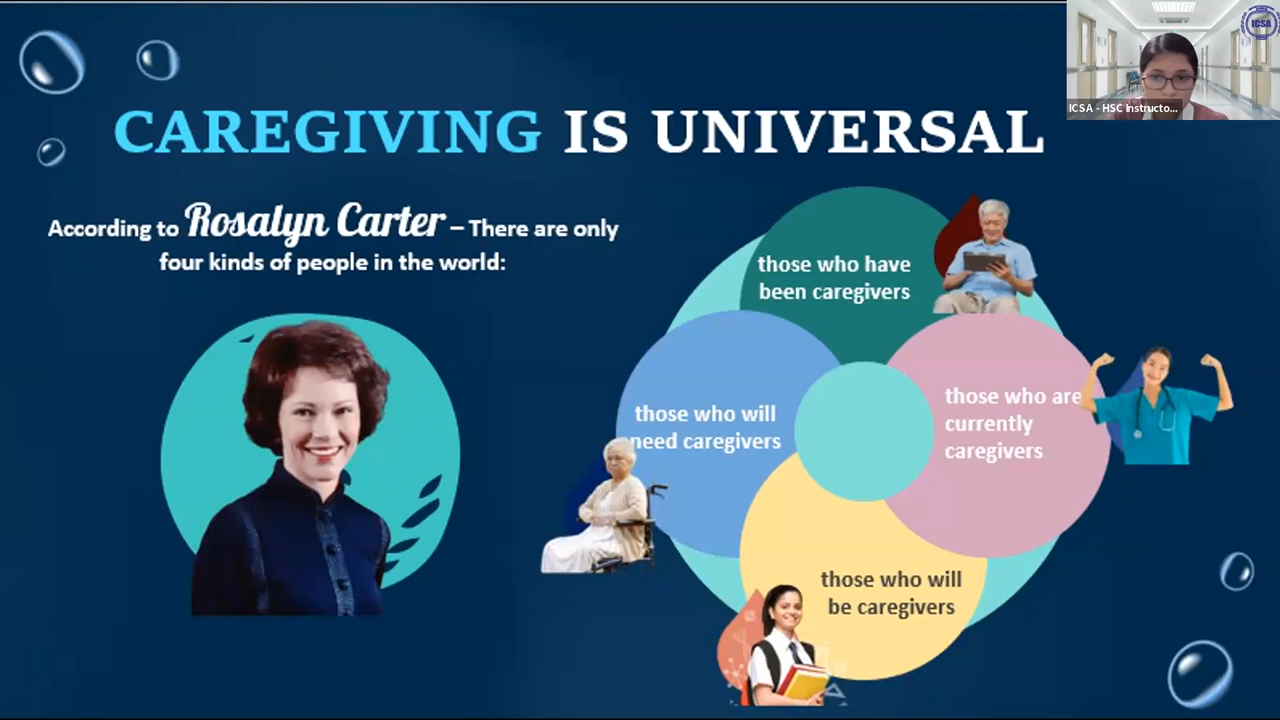 ICSA
ICSA - HSC Instructo...
CAREGIVING IS UNIVERSAL
According to Rosalyn Carter – There are only
four kinds of people in the world:
those who have
been caregivers
those who are
currently
caregivers
those who will
need caregivers
those who will
be caregivers